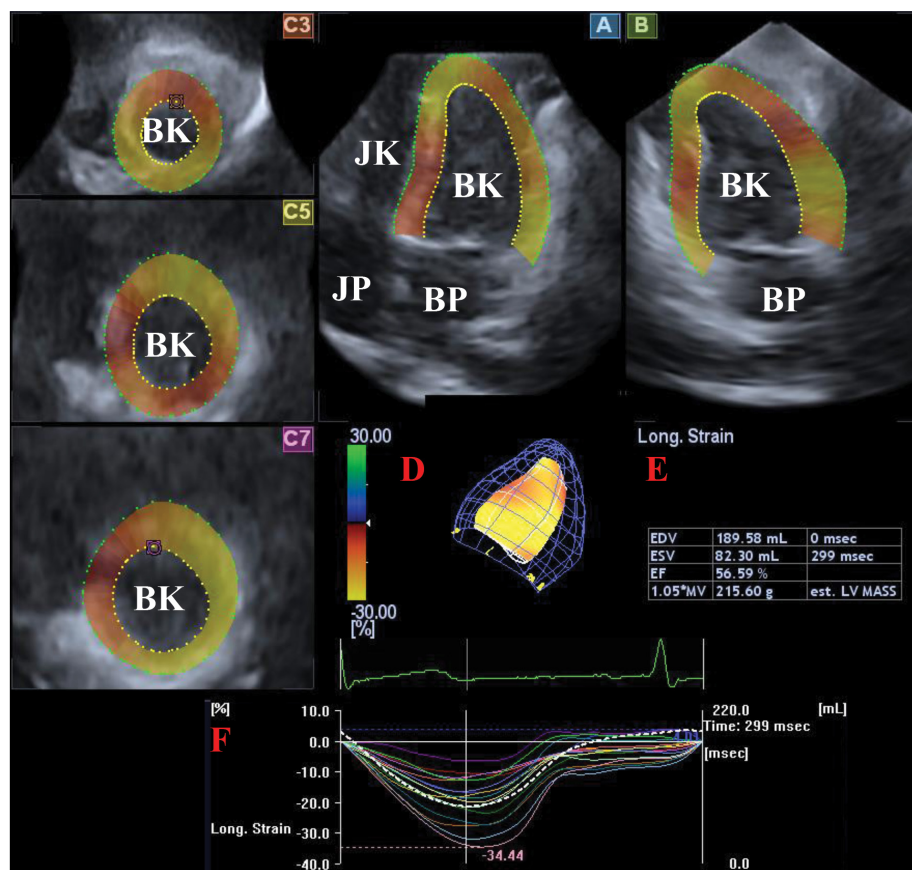 C3
BK
C5
BK
C7
BK
A
JK
BK
JP
BP
B
BK
BP
30.00
-30.00
[%]
D
Long. Strain
E
EDV 189.58 mL 0 msec
ESV 82.30 mL 299 msec
EF 56.59 %
1.05*MV 215.60 g est. LV MASS
[%]
F
10.0
0.0
-10.0
-20.0
-30.0
-40.0
Long. Strain
-34.44
220.0 [mL]
Time: 299 msec
[msec]
0.0